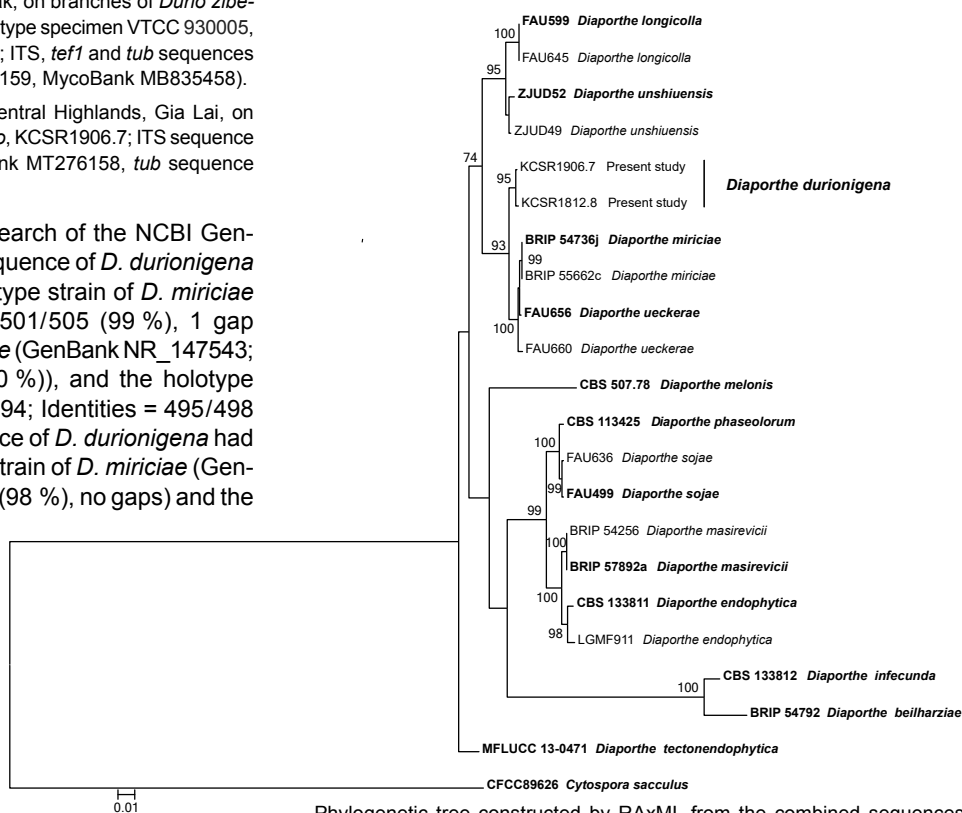 ak, on branches of Durio zibe-
type specimen VTCC 930005,
; ITS, tef1 and tub sequences
159, MycoBank MB835458).
entral Highlands, Gia Lai, on
o, KCSR1906.7; ITS sequence
nk MT276158, tub sequence
earch of the NCBI Gen-
quence of D. durionigena
type strain of D. miriciae
501/505 (99 %), 1 gap
e (GenBank NR_147543;
0 %)), and the holotype
94; Identities = 495/498
ce of D. durionigena had
train of D. miriciae (Gen-
(98 %), no gaps) and the
FAU599 Diaporthe longicolla
100
FAU645 Diaporthe longicolla
95
ZJUD52 Diaporthe unshiuensis
ZJUD49 Diaporthe unshiuensis
74
KCSR1906.7 Present study
95
Diaporthe durionigena
KCSR1812.8 Present study
BRIP 54736j Diaporthe miriciae
93
99
BRIP 55662c Diaporthe miriciae
FAU656 Diaporthe ueckerae
100
FAU660 Diaporthe ueckerae
CBS 507.78 Diaporthe melonis
CBS 113425 Diaporthe phaseolorum
100
FAU636 Diaporthe sojae
99
FAU499 Diaporthe sojae
99
BRIP 54256 Diaporthe masirevicii
100
BRIP 57892a Diaporthe masirevicii
100
CBS 133811 Diaporthe endophytica
98
LGMF911 Diaporthe endophytica
CBS 133812 Diaporthe infecunda
100
BRIP 54792 Diaporthe beilharziae
MFLUCC 13-0471 Diaporthe tectonendophytica
CFCC89626 Cytospora sacculus
0.01
Phylogenetic tree constructed by RAxML from the combined sequences